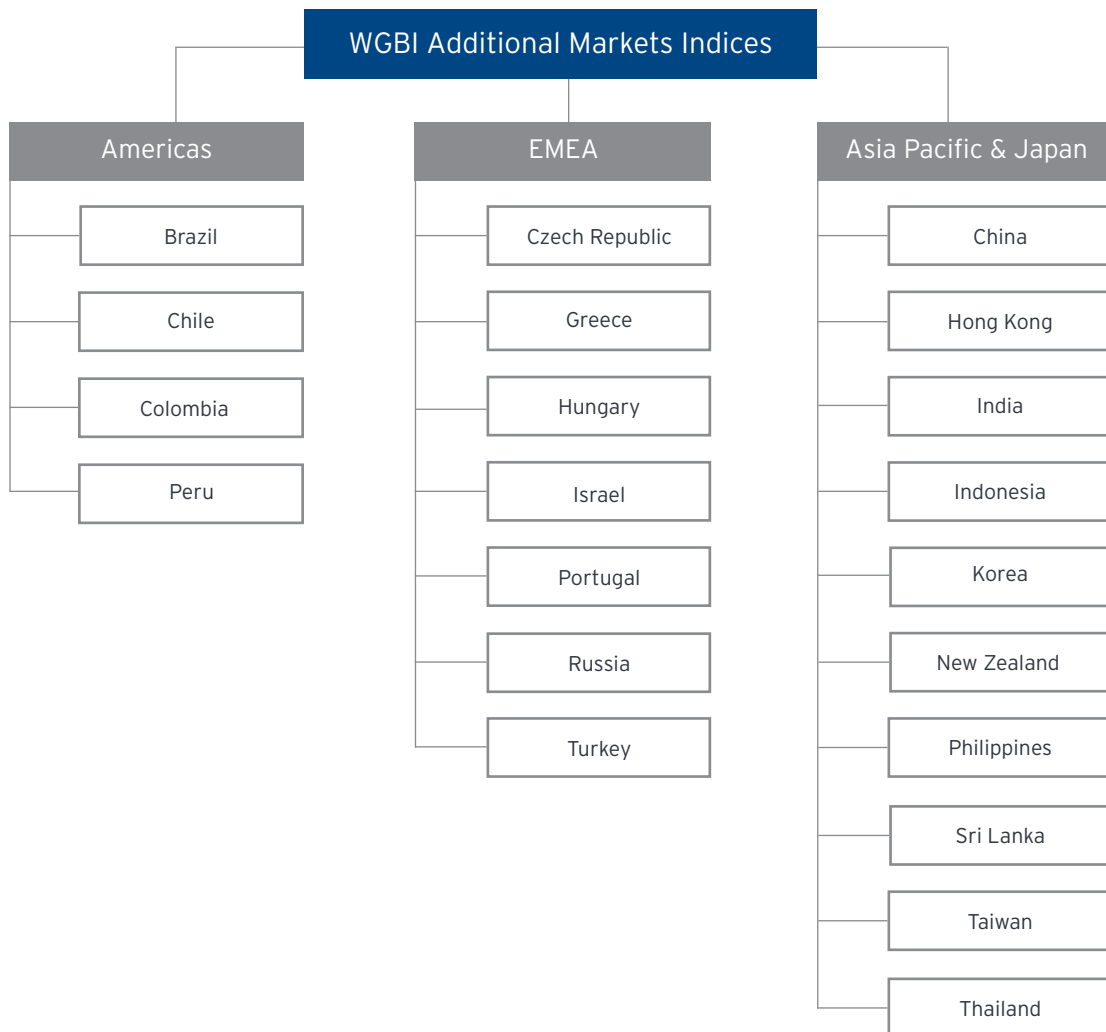 WGBI Additional Markets Indices
Americas
Brazil
Chile
Colombia
Peru
EMEA
Czech Republic
Greece
Hungary
Israel
Portugal
Russia
Turkey
Asia Pacific & Japan
China
Hong Kong
India
Indonesia
Korea
New Zealand
Philippines
Sri Lanka
Taiwan
Thailand